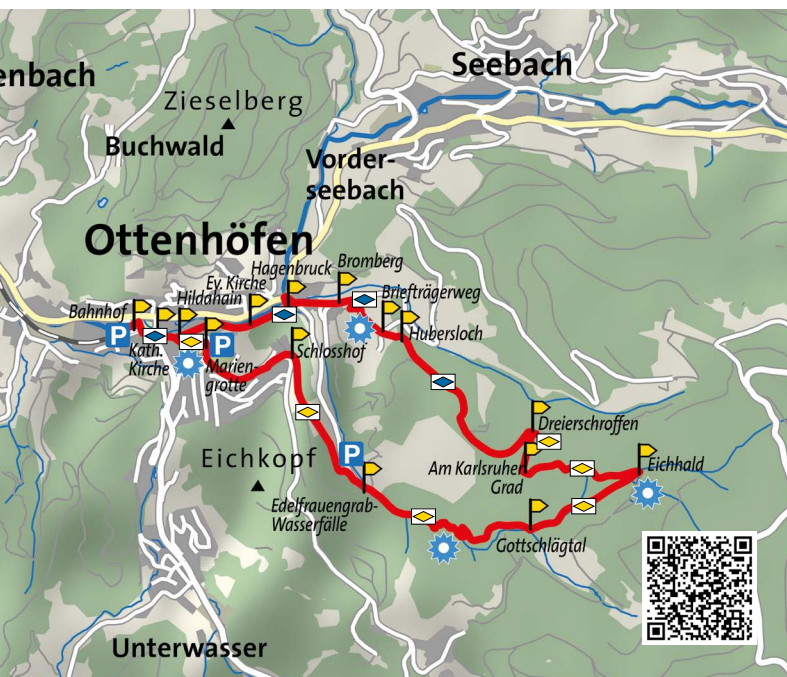 Seebach
enbach
Zieselberg
Buchwald
Vorder-
seebach
Ottenhöfen
Hagenbruck
Bromberg
Ev. Kirche
Hildahain
Briefträgerweg
Bahnhof
P
Kath.
Kirche
P
Marien-
grotte
Schlosshof
Hubersloch
Dreierschroffen
Eichkopf
P
Am Karlsruher
Grad
Eichhald
Edelfrauengrab-
Wasserfälle
Gottschlägtal
Unterwasser